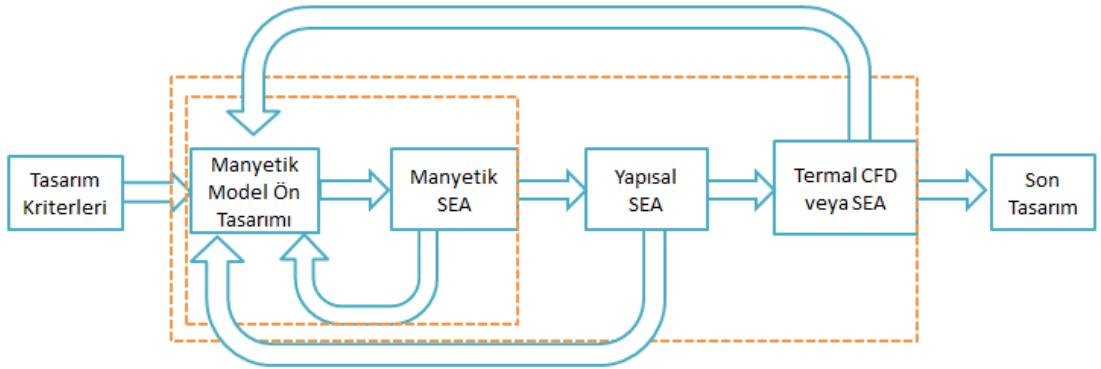 Tasarım
Kriterleri
Manyetik
Model Ön
Tasarımı
Manyetik
SEA
Yapısal
SEA
Termal CFD
veya SEA
Son
Tasarım